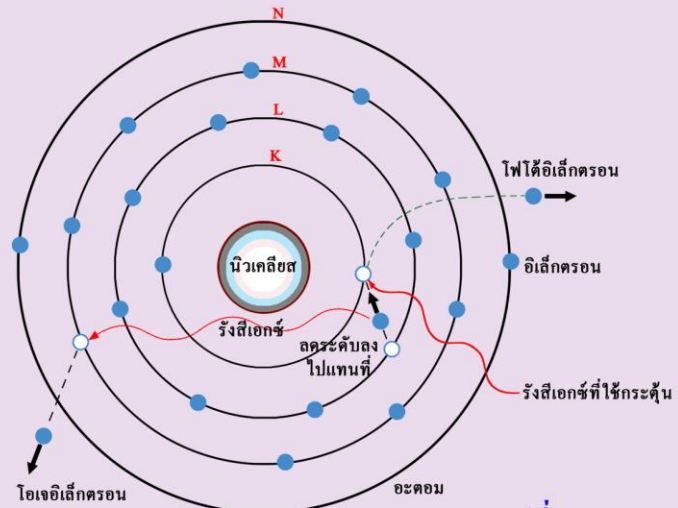 N
M
L
K
โฟโต้อิเล็กตรอน
นิวเคลียส
อิเล็กตรอน
รังสีเอกซ์
ลดระดับลง
ไปแทนที่
รังสีเอกซ์ที่ใช้กระตุ้น
โอเจอิเล็กตรอน
อะตอม